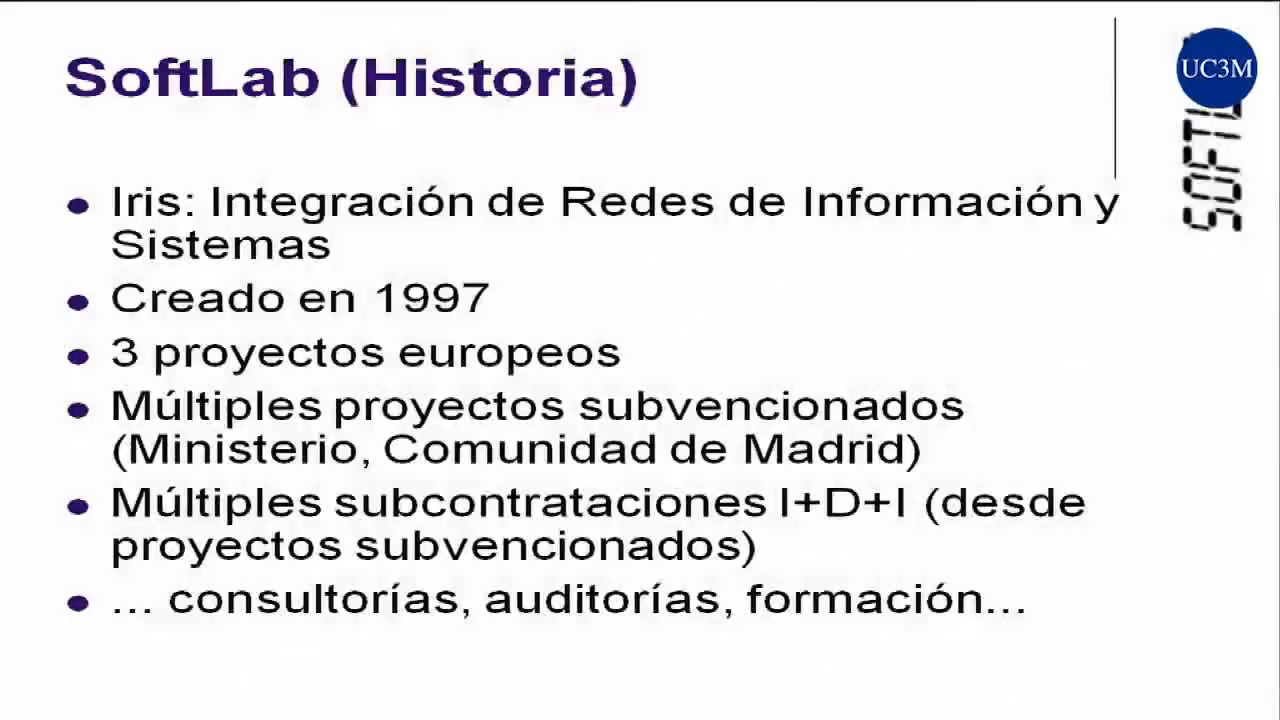 SoftLab (Historia)
UC3M
Iris: Integración de Redes de Información y
Sistemas
Creado en 1997
3 proyectos europeos
Múltiples proyectos subvencionados
(Ministerio, Comunidad de Madrid)
Múltiples subcontrataciones I+D+I (desde
proyectos subvencionados)
... consultorías, auditorías, formación...